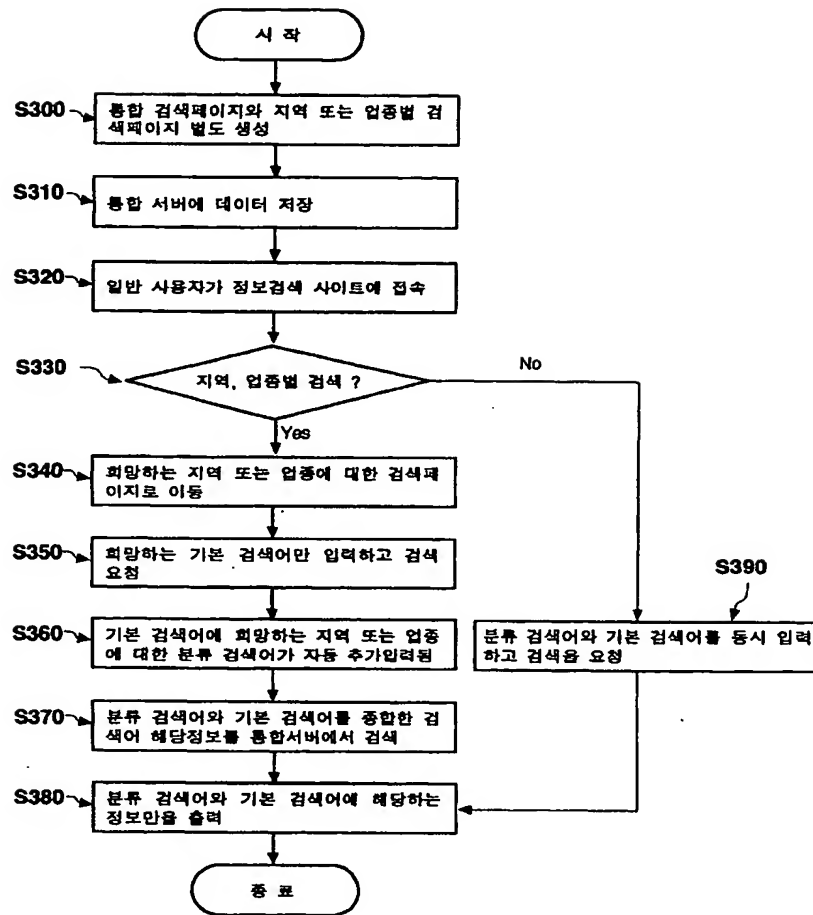 시 작
S300
통합 검색페이지와 지역 또는 업종별 검
색페이지 별도 생성
S310
통합 서버에 데이터 저장
S320
일반 사용자가 정보검색 사이트에 접속
S330
지역, 업종별 검색 ?
No
Yes
S340
희망하는 지역 또는 업종에 대한 검색페
이지로 이동
S350
희망하는 기본 검색어만 입력하고 검색
요청
S390
S360
기본 검색어에 희망하는 지역 또는 업종
에 대한 분류 검색어가 자동 추가입력됨
분류 검색어와 기본 검색어를 동시 입력
하고 검색을 요청
S370
분류 검색어와 기본 검색어를 종합한 검
색어 해당정보를 통합서버에서 검색
S380
분류 검색어와 기본 검색어에 해당하는
정보만을 출력
종 료